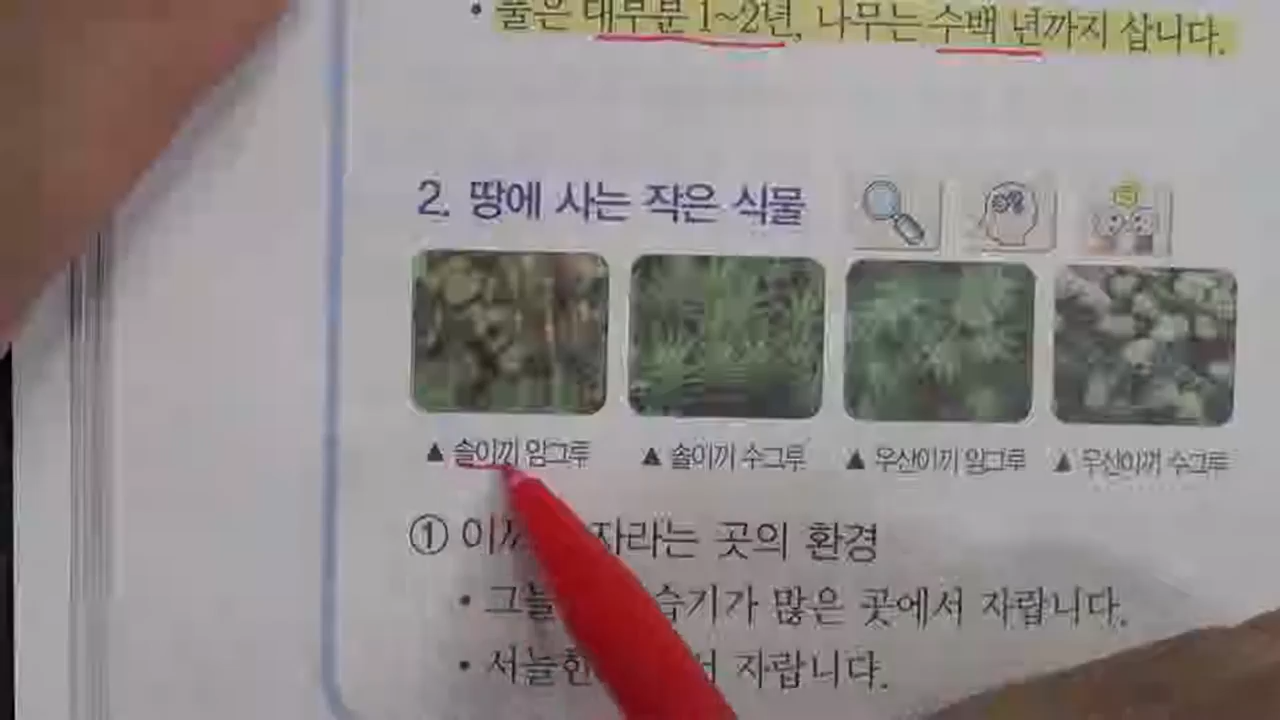 • 풀은 대부분 1~2년, 나무는 수백 년까지 삽니다.
2. 땅에 사는 작은 식물
▲ 솔이끼 암그루 ▲ 솔이끼 수그루 ▲ 우산이끼 암그루 ▲ 우산이끼 수그루
① 이끼 자라는 곳의 환경
• 그늘 습기가 많은 곳에서 자랍니다.
• 서늘한 자랍니다.